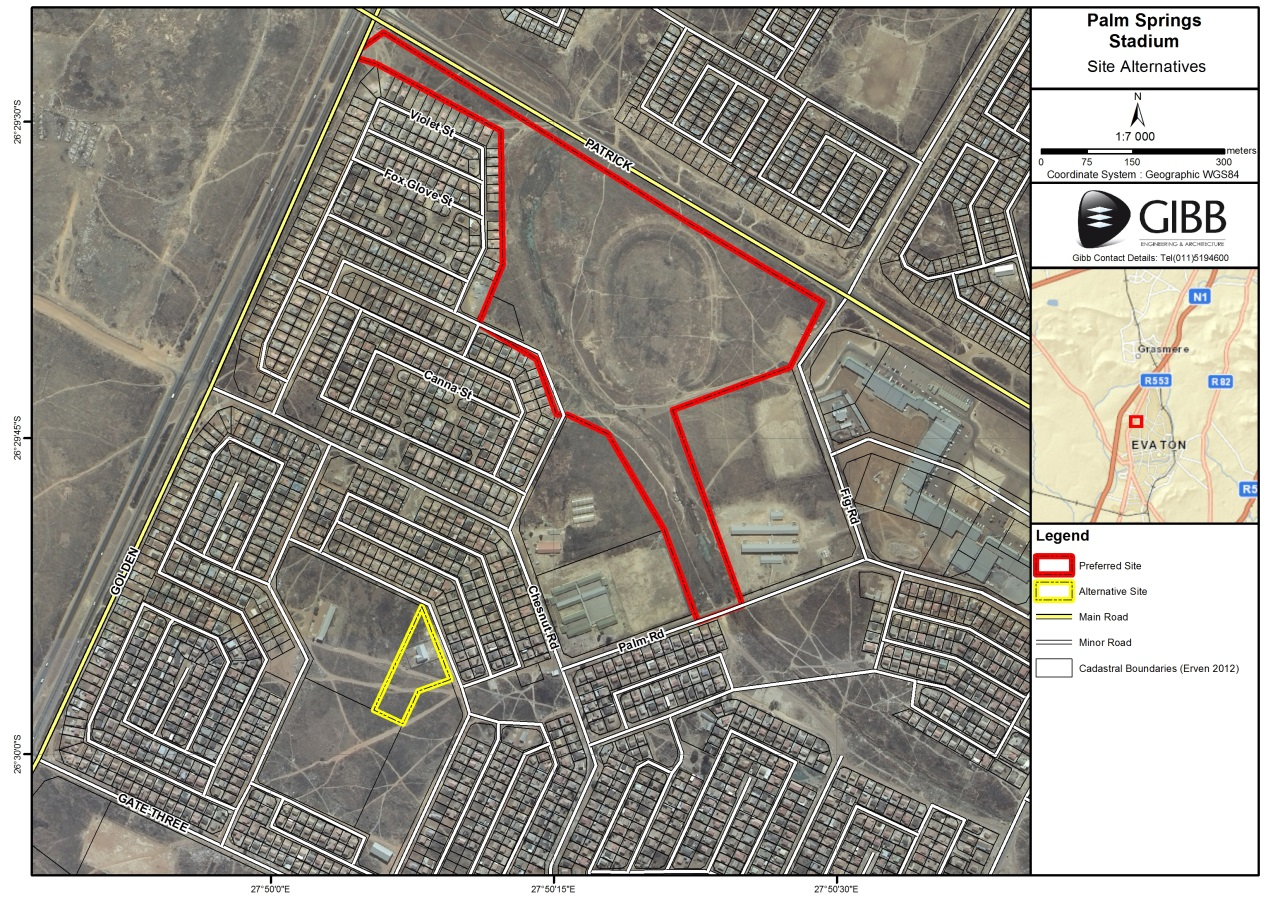 Palm Springs
Stadium
Site Alternatives
N
1:7 000
meters
0 75 150 300
Coordinate System : Geographic WGS84
GIBB
ENGINEERING & ARCHITECTURE
Gibb Contact Details: Tel(011)5194600
N1
Grasmere
R553
R82
EVATON
R5
Legend
Preferred Site
Alternative Site
Main Road
Minor Road
Cadastral Boundaries (Erven 2012)
Violet St
Fox Glove St
PATRICK
Canna St
Fig Rd
GOLDEN
Chesnut Rd
Palm Rd
GATE THREE
26°29'30"S
26°29'45"S
26°30'0"S
27°50'0"E
27°50'15"E
27°50'30"E